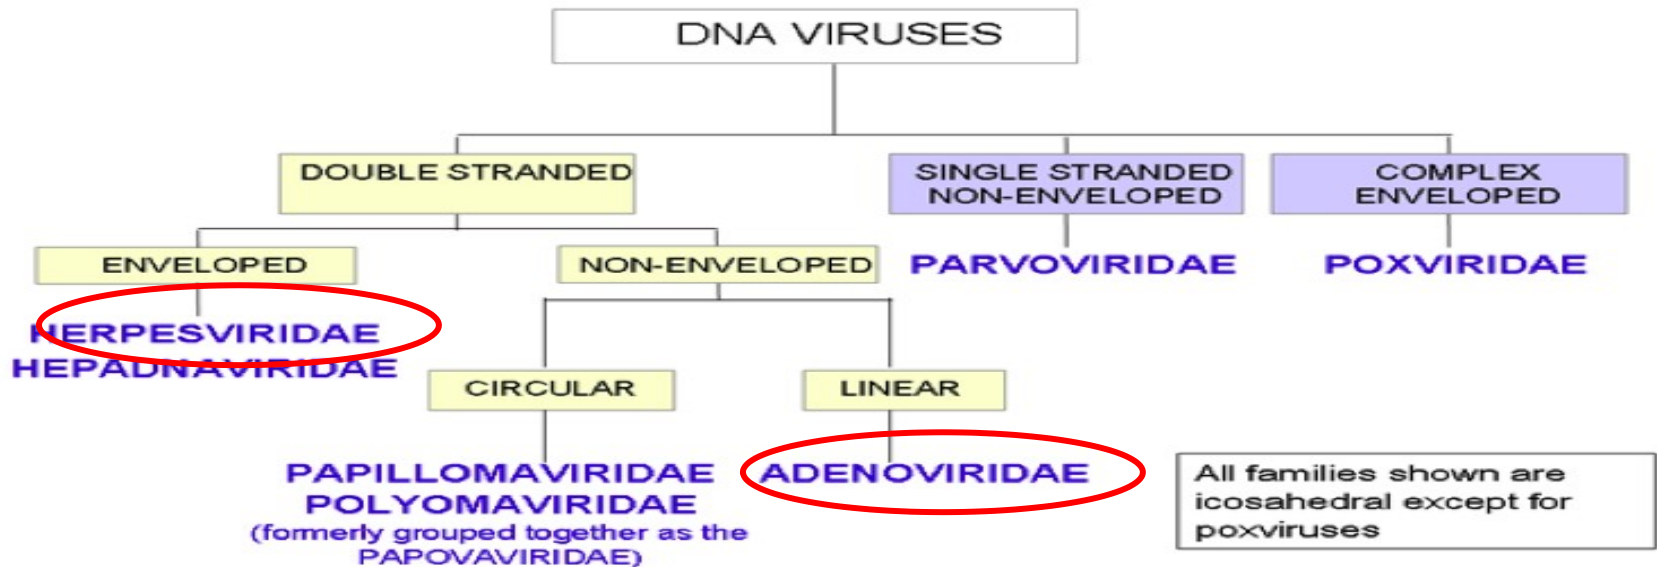 DNA VIRUSES
DOUBLE STRANDED
SINGLE STRANDED
NON-ENVELOPED
COMPLEX
ENVELOPED
ENVELOPED
NON-ENVELOPED
PARVOVIRIDAE
POXVIRIDAE
HERPESVIRIDAE
HEPADNAVIRIDAE
CIRCULAR
LINEAR
PAPILLOMAVIRIDAE
POLYOMAVIRIDAE
(formerly grouped together as the
PAPOVAVIRIDAE)
ADENOVIRIDAE
All families shown are
icosahedral except for
poxviruses